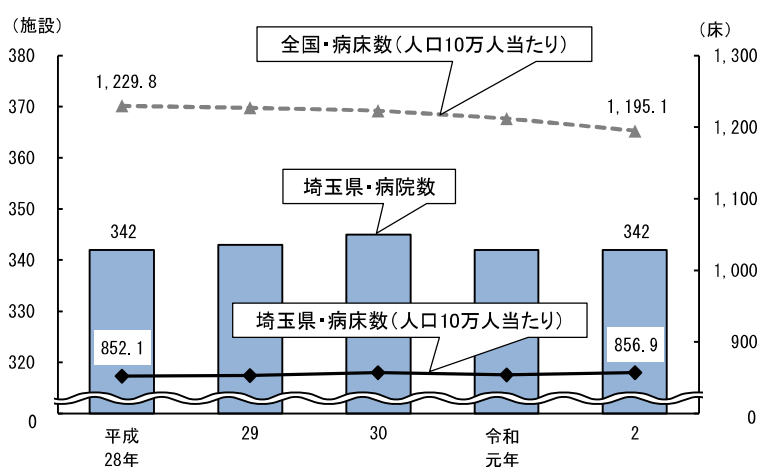 （施設）
（床）
380
370
360
350
340
330
320
0
1,300
1,200
1,100
1,000
900
0
全国・病床数（人口10万人当たり）
1,229.8
1,195.1
埼玉県・病院数
342
342
埼玉県・病床数（人口10万人当たり）
852.1
856.9
平成
28年
29
30
令和
元年
2